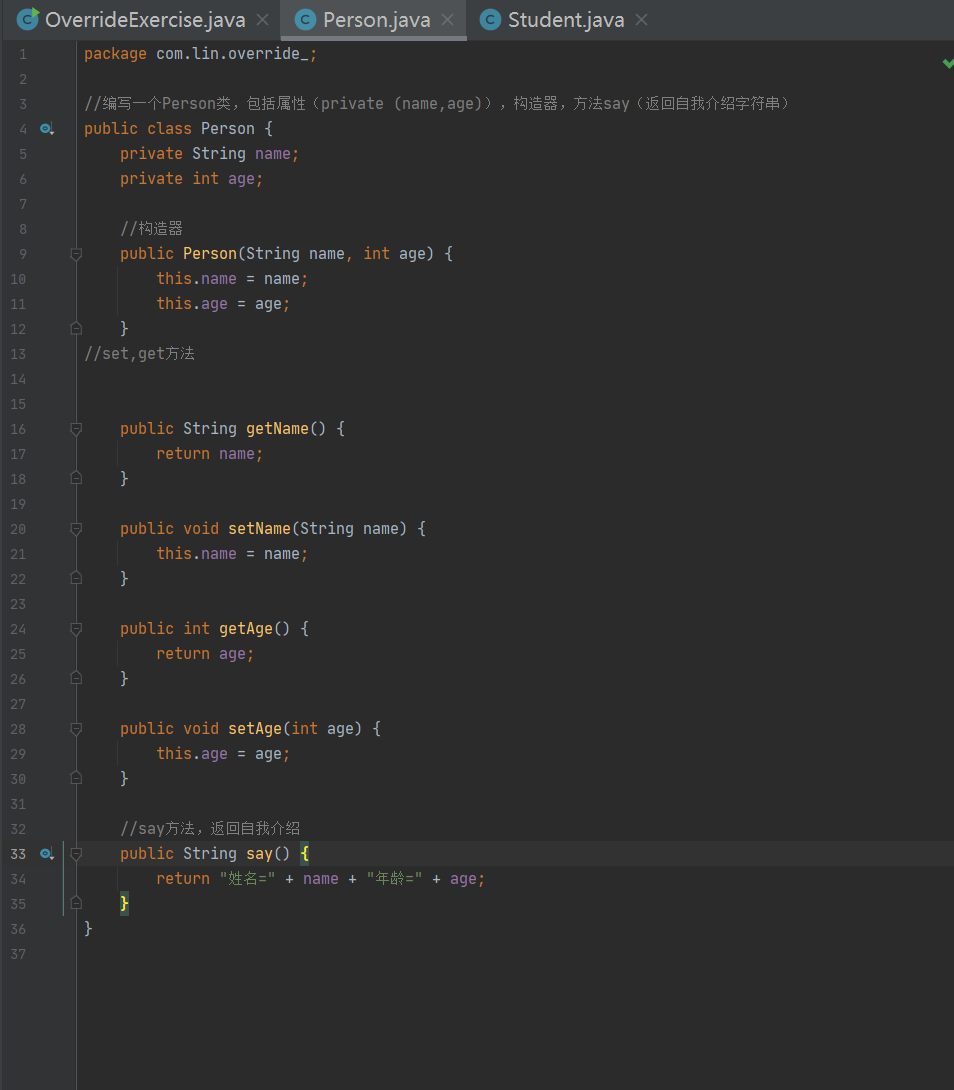 OverrideExercise.java Person.java Student.java
1 package com.lin.override_;
2
3 //编写一个Person类，包括属性（private (name,age)），构造器，方法say（返回自我介绍字符串）
4 public class Person {
5 private String name;
6 private int age;
7
8 //构造器
9 public Person(String name, int age) {
10 this.name = name;
11 this.age = age;
12 }
13 //set,get方法
14
15
16 public String getName() {
17 return name;
18 }
19
20 public void setName(String name) {
21 this.name = name;
22 }
23
24 public int getAge() {
25 return age;
26 }
27
28 public void setAge(int age) {
29 this.age = age;
30 }
31
32 //say方法，返回自我介绍
33 public String say() {
34 return "姓名=" + name + "年龄=" + age;
35 }
36 }
37